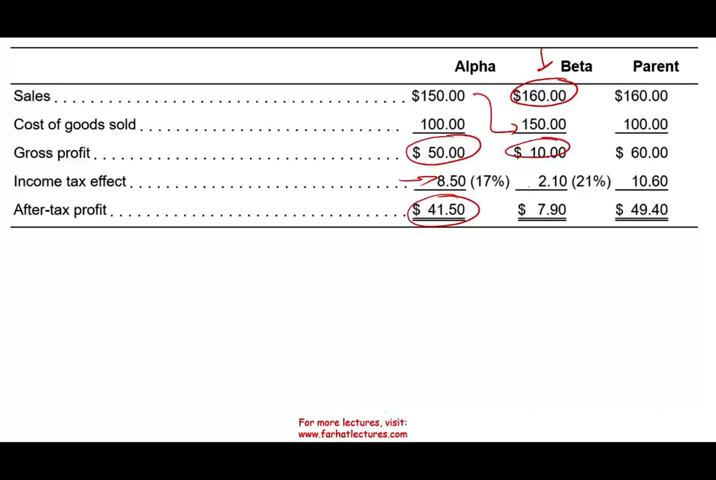 Alpha Beta Parent
Sales . . . . . . . . . . . . . . . . . . . . . . . . . . . . . . . . . . . . . . . . . . . . $150.00 $160.00 $160.00
Cost of goods sold . . . . . . . . . . . . . . . . . . . . . . . . . . . . . . . . . 100.00 150.00 100.00
Gross profit . . . . . . . . . . . . . . . . . . . . . . . . . . . . . . . . . . . . . . . $ 50.00 $ 10.00 $ 60.00
Income tax effect . . . . . . . . . . . . . . . . . . . . . . . . . . . . . . . . . . 8.50 (17%) 2.10 (21%) 10.60
After-tax profit . . . . . . . . . . . . . . . . . . . . . . . . . . . . . . . . . . . . $ 41.50 $ 7.90 $ 49.40
For more lectures, visit:
www.farhatlectures.com